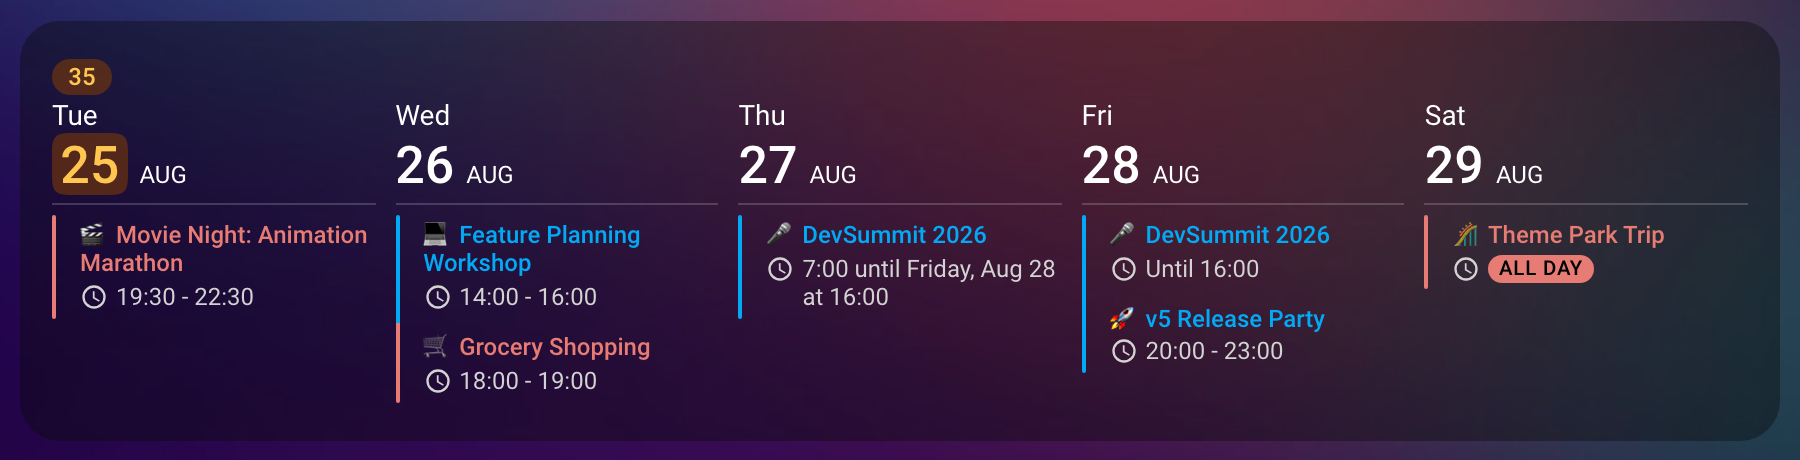 35
Tue
25 AUG
🎬 Movie Night: Animation
Marathon
19:30 - 22:30
Wed
26 AUG
💻 Feature Planning
Workshop
14:00 - 16:00
🛒 Grocery Shopping
18:00 - 19:00
Thu
27 AUG
🎤 DevSummit 2026
7:00 until Friday, Aug 28
at 16:00
Fri
28 AUG
🎤 DevSummit 2026
Until 16:00
🚀 v5 Release Party
20:00 - 23:00
Sat
29 AUG
🎢 Theme Park Trip
ALL DAY